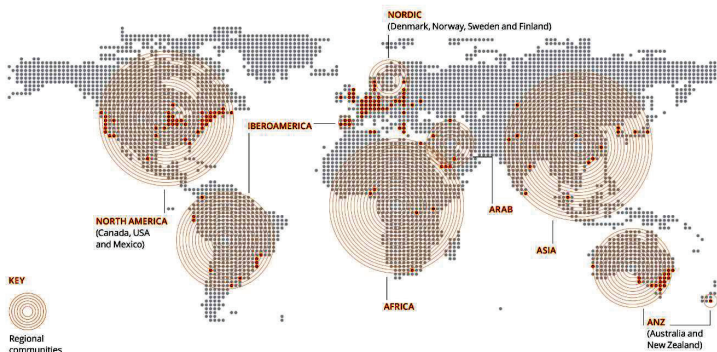 NORDIC
(Denmark, Norway, Sweden and Finland)
IBEROAMERICA
ARAB
NORTH AMERICA
(Canada, USA
and Mexico)
ASIA
KEY
AFRICA
ANZ
(Australia and
New Zealand)
Regional
communities